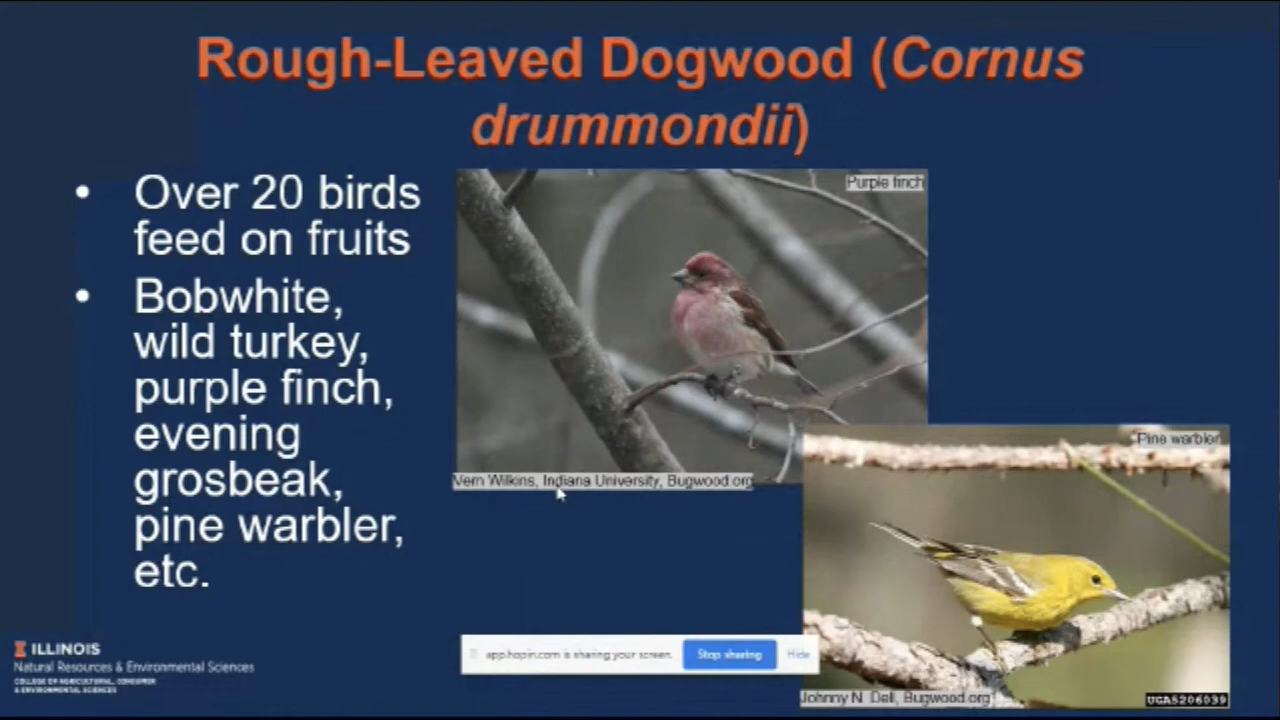 Rough-Leaved Dogwood (Cornus
drummondii)
• Over 20 birds
feed on fruits
• Bobwhite,
wild turkey,
purple finch,
evening
grosbeak,
pine warbler,
etc.
Purple finch
Vern Wilkins, Indiana University, Bugwood.org
Pine warbler
Johnny N. Dell, Bugwood.org
UGA5206039
app.hopin.com is sharing your screen.
Stop sharing
Hide
I ILLINOIS
Natural Resources & Environmental Sciences
COLLEGE OF AGRICULTURAL, CONSUMER
& ENVIRONMENTAL SCIENCES